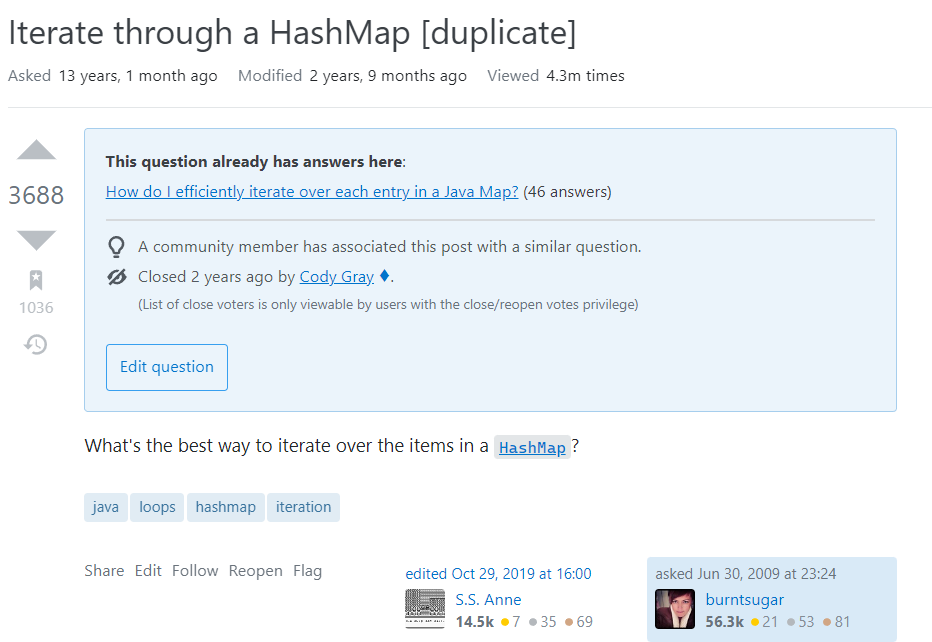 Iterate through a HashMap [duplicate]
Asked 13 years, 1 month ago Modified 2 years, 9 months ago Viewed 4.3m times
3688
1036
This question already has answers here:
How do I efficiently iterate over each entry in a Java Map? (46 answers)
A community member has associated this post with a similar question.
Closed 2 years ago by Cody Gray ♦.
(List of close voters is only viewable by users with the close/reopen votes privilege)
Edit question
What's the best way to iterate over the items in a HashMap?
java loops hashmap iteration
Share Edit Follow Reopen Flag
edited Oct 29, 2019 at 16:00
S.S. Anne
14.5k ●7 ●35 ●69
asked Jun 30, 2009 at 23:24
burntsugar
56.3k ●21 ●53 ●81